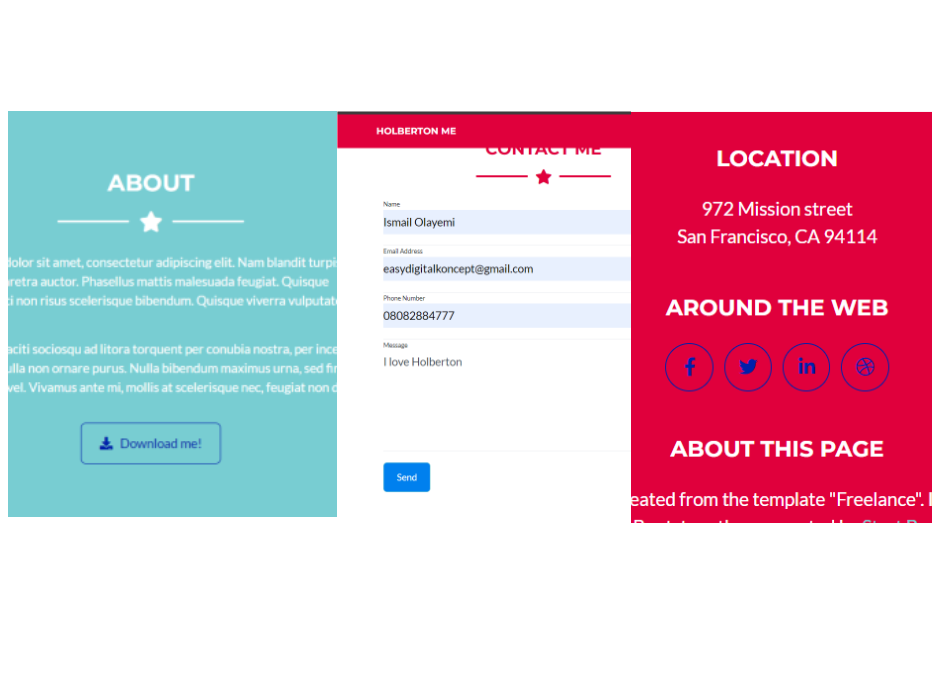 ABOUT
dolor sit amet, consectetur adipiscing elit. Nam blandit turpi
aretra auctor. Phasellus mattis malesuada feugiat. Quisque
ci non risus scelerisque bibendum. Quisque viverra vulputat
aciti sociosqu ad litora torquent per conubia nostra, per ince
ulla non ornare purus. Nulla bibendum maximus urna, sed
vel. Vivamus ante mi, mollis at scelerisque nec, feugiat non
Download me!
HOLBERTON ME
CONTACT ME
Name
Ismail Olayemi
Email Address
easydigitalkoncept@gmail.com
Phone Number
08082884777
Message
I love Holberton
Send
LOCATION
972 Mission street
San Francisco, CA 94114
AROUND THE WEB
ABOUT THIS PAGE
eated from the template "Freelance".